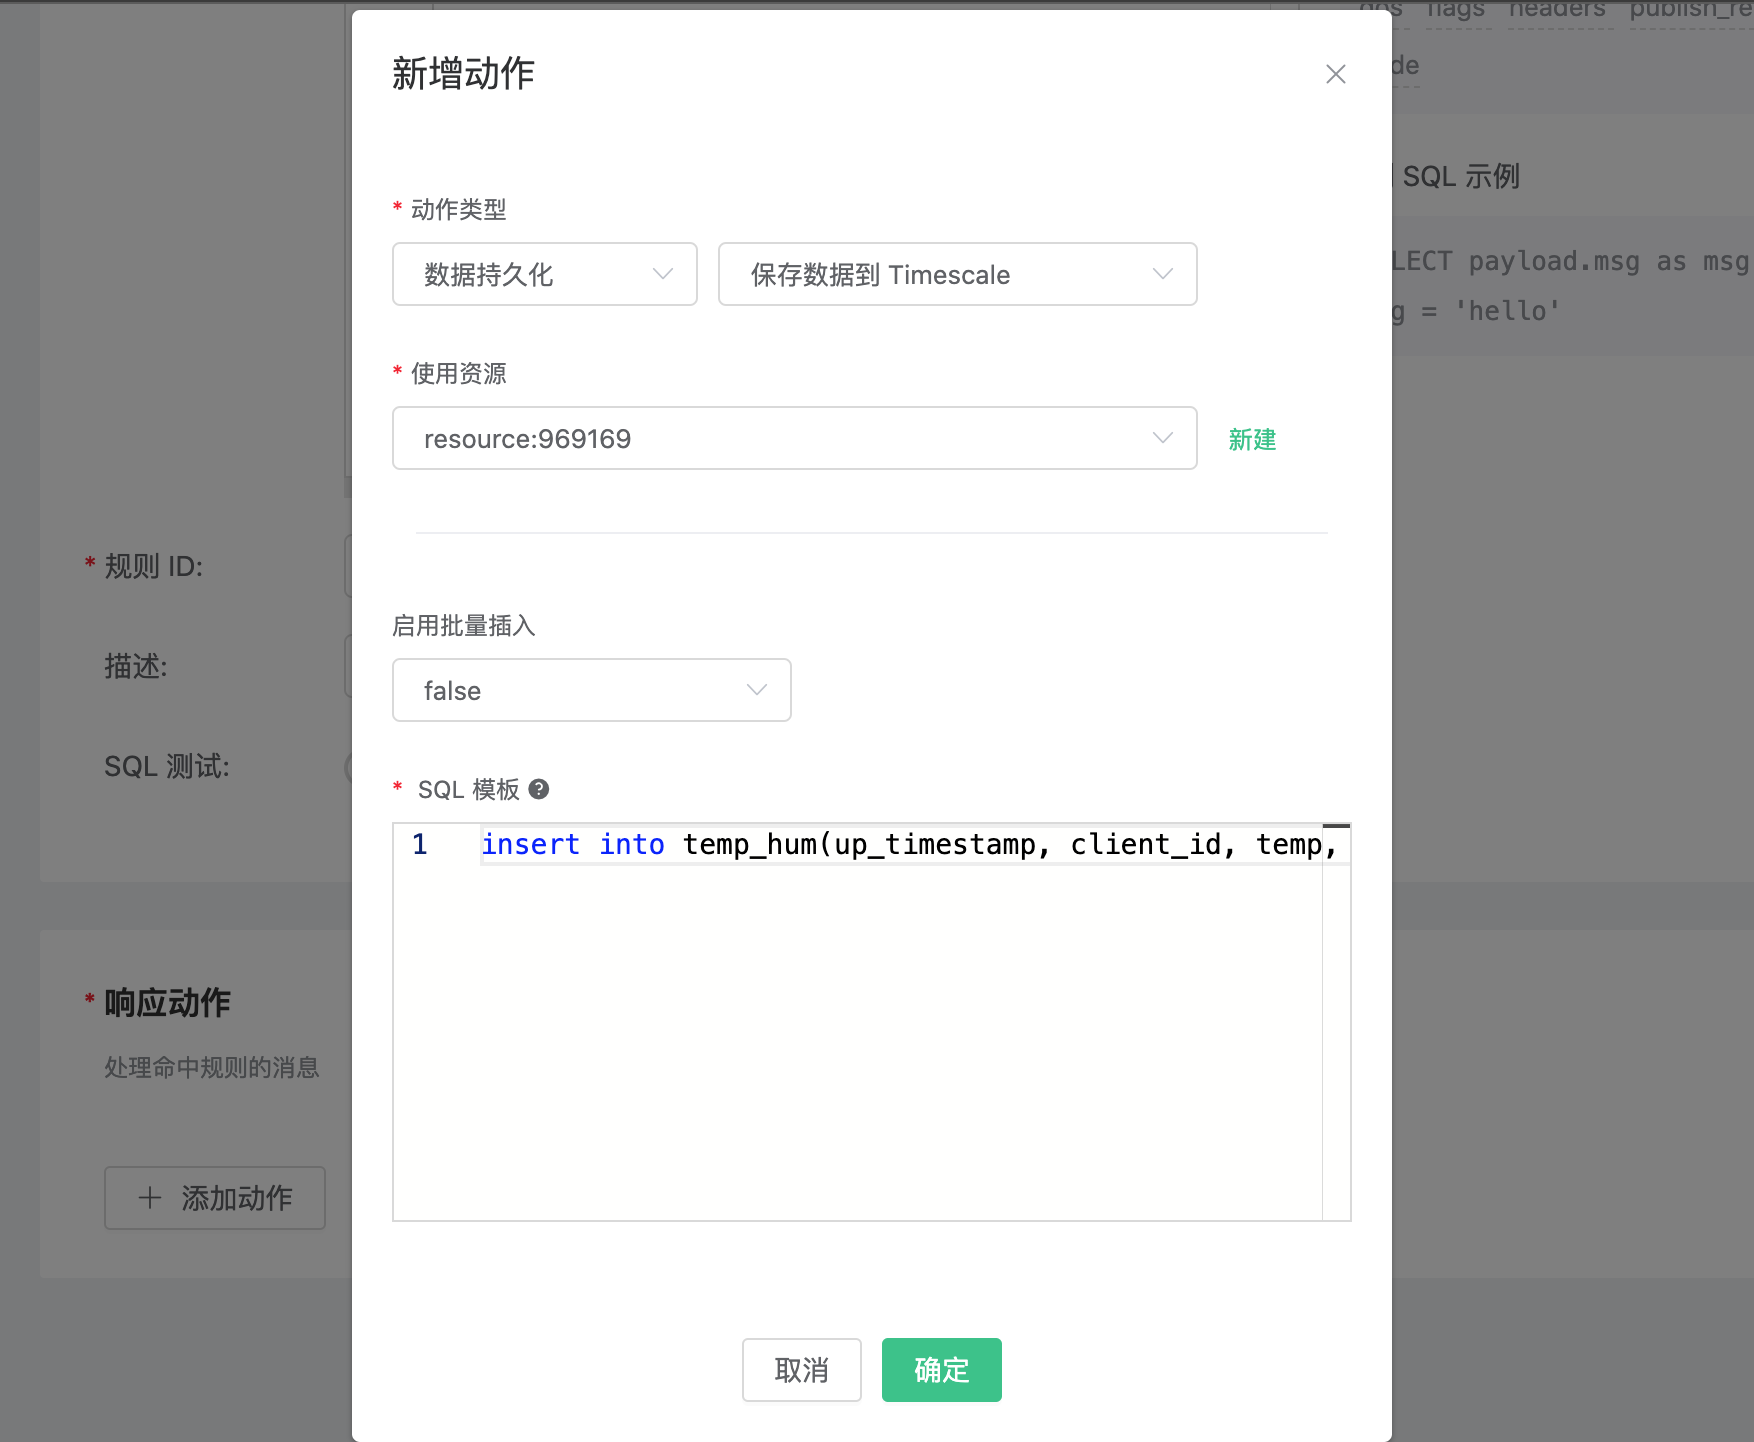 qos flags headers publish_re
新增动作
de
* 动作类型
SQL 示例
数据持久化 保存数据到 Timescale
LECT payload.msg as msg
g = 'hello'
* 使用资源
resource:969169 新建
* 规则 ID:
启用批量插入
描述:
false
SQL 测试:
* SQL 模板 ?
1 insert into temp_hum(up_timestamp, client_id, temp,
* 响应动作
处理命中规则的消息
+ 添加动作
取消 确定